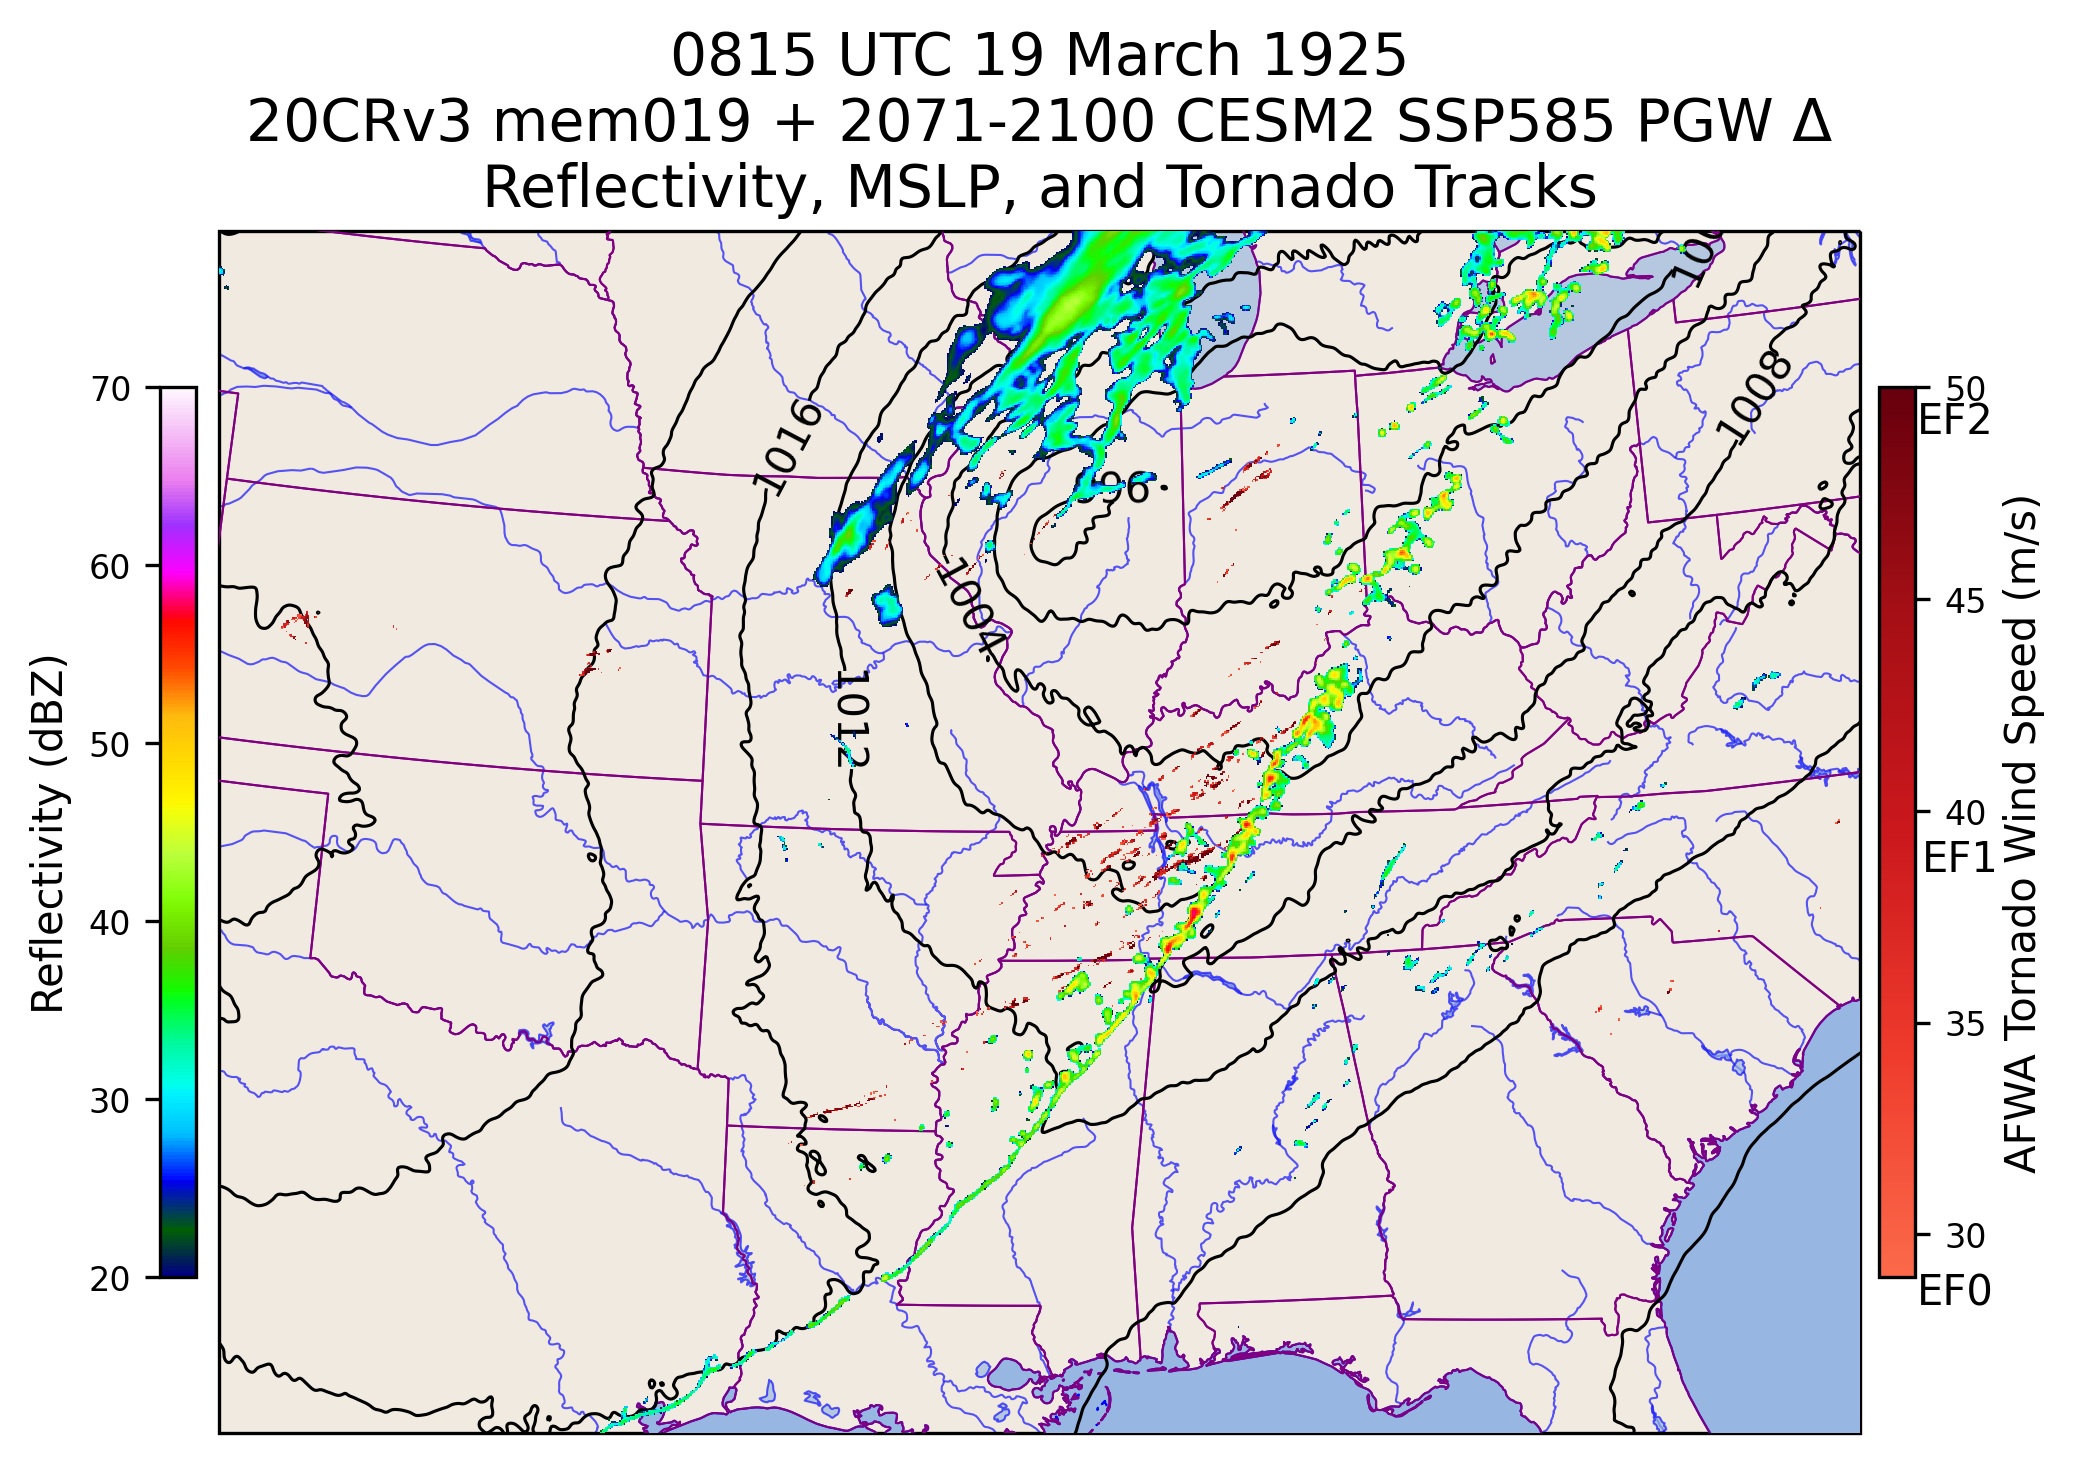 0815 UTC 19 March 1925
20CRv3 mem019 + 2071-2100 CESM2 SSP585 PGW Δ
Reflectivity, MSLP, and Tornado Tracks
70
60
50
40
30
20
Reflectivity (dBZ)
1016
1012
1004
1008
50
EF2
45
40
EF1
35
30
EF0
AFWA Tornado Wind Speed (m/s)